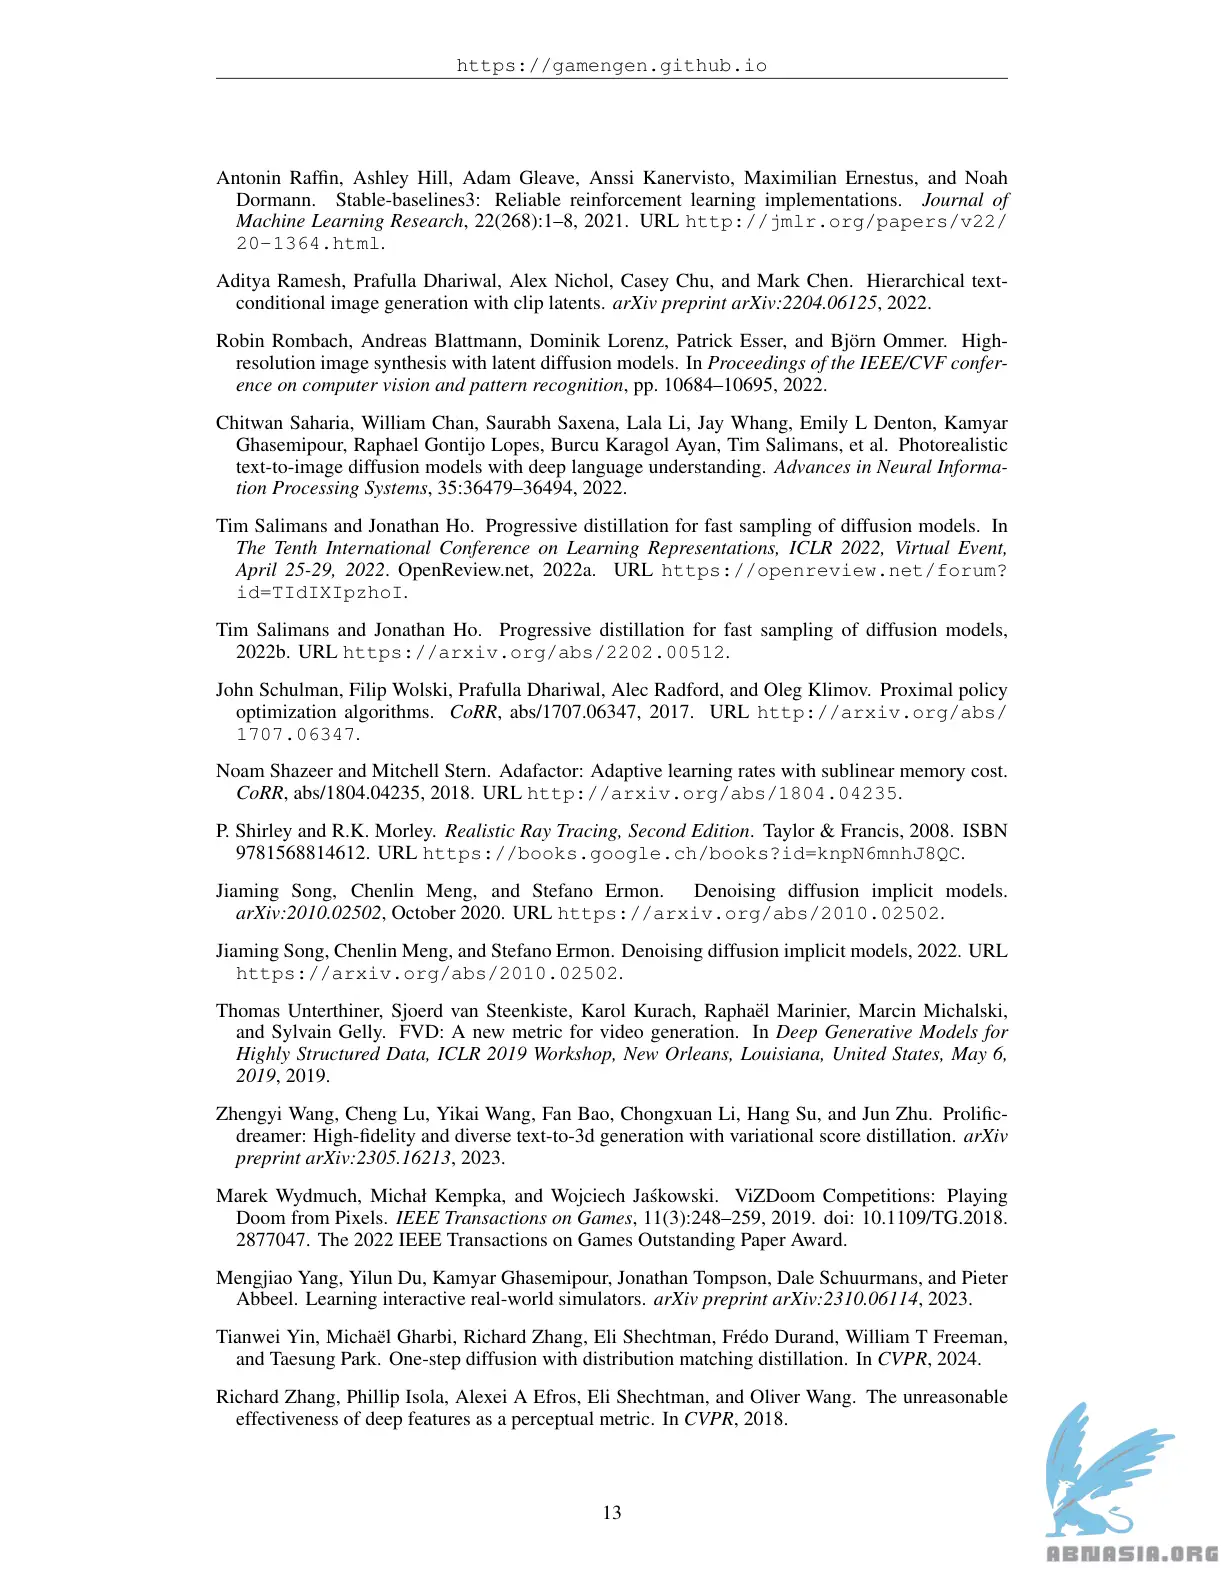 https://gamengen.github.io
Antonin Raffin, Ashley Hill, Adam Gleave, Anssi Kanervisto, Maximilian Ernestus, and Noah
Dormann. Stable-baselines3: Reliable reinforcement learning implementations. Journal of
Machine Learning Research, 22(268):1–8, 2021. URL http://jmlr.org/papers/v22/
20-1364.html.
Aditya Ramesh, Prafulla Dhariwal, Alex Nichol, Casey Chu, and Mark Chen. Hierarchical text-
conditional image generation with clip latents. arXiv preprint arXiv:2204.06125, 2022.
Robin Rombach, Andreas Blattmann, Dominik Lorenz, Patrick Esser, and Björn Ommer. High-
resolution image synthesis with latent diffusion models. In Proceedings of the IEEE/CVF confer-
ence on computer vision and pattern recognition, pp. 10684–10695, 2022.
Chitwan Saharia, William Chan, Saurabh Saxena, Lala Li, Jay Whang, Emily L Denton, Kamyar
Ghasemipour, Raphael Gontijo Lopes, Burcu Karagol Ayan, Tim Salimans, et al. Photorealistic
text-to-image diffusion models with deep language understanding. Advances in Neural Informa-
tion Processing Systems, 35:36479–36494, 2022.
Tim Salimans and Jonathan Ho. Progressive distillation for fast sampling of diffusion models. In
The Tenth International Conference on Learning Representations, ICLR 2022, Virtual Event,
April 25-29, 2022. OpenReview.net, 2022a. URL https://openreview.net/forum?
id=TIdIXIpzhoI.
Tim Salimans and Jonathan Ho. Progressive distillation for fast sampling of diffusion models,
2022b. URL https://arxiv.org/abs/2202.00512.
John Schulman, Filip Wolski, Prafulla Dhariwal, Alec Radford, and Oleg Klimov. Proximal policy
optimization algorithms. CoRR, abs/1707.06347, 2017. URL http://arxiv.org/abs/
1707.06347.
Noam Shazeer and Mitchell Stern. Adafactor: Adaptive learning rates with sublinear memory cost.
CoRR, abs/1804.04235, 2018. URL http://arxiv.org/abs/1804.04235.
P. Shirley and R.K. Morley. Realistic Ray Tracing, Second Edition. Taylor & Francis, 2008. ISBN
9781568814612. URL https://books.google.ch/books?id=knpN6mnhJ8QC.
Jiaming Song, Chenlin Meng, and Stefano Ermon. Denoising diffusion implicit models.
arXiv:2010.02502, October 2020. URL https://arxiv.org/abs/2010.02502.
Jiaming Song, Chenlin Meng, and Stefano Ermon. Denoising diffusion implicit models, 2022. URL
https://arxiv.org/abs/2010.02502.
Thomas Unterthiner, Sjoerd van Steenkiste, Karol Kurach, Raphaël Marinier, Marcin Michalski,
and Sylvain Gelly. FVD: A new metric for video generation. In Deep Generative Models for
Highly Structured Data, ICLR 2019 Workshop, New Orleans, Louisiana, United States, May 6,
2019, 2019.
Zhengyi Wang, Cheng Lu, Yikai Wang, Fan Bao, Chongxuan Li, Hang Su, and Jun Zhu. Prolific-
dreamer: High-fidelity and diverse text-to-3d generation with variational score distillation. arXiv
preprint arXiv:2305.16213, 2023.
Marek Wydmuch, Michał Kempka, and Wojciech Jaśkowski. ViZDoom Competitions: Playing
Doom from Pixels. IEEE Transactions on Games, 11(3):248–259, 2019. doi: 10.1109/TG.2018.
2877047. The 2022 IEEE Transactions on Games Outstanding Paper Award.
Mengjiao Yang, Yilun Du, Kamyar Ghasemipour, Jonathan Tompson, Dale Schuurmans, and Pieter
Abbeel. Learning interactive real-world simulators. arXiv preprint arXiv:2310.06114, 2023.
Tianwei Yin, Michaël Gharbi, Richard Zhang, Eli Shechtman, Frédo Durand, William T Freeman,
and Taesung Park. One-step diffusion with distribution matching distillation. In CVPR, 2024.
Richard Zhang, Phillip Isola, Alexei A Efros, Eli Shechtman, and Oliver Wang. The unreasonable
effectiveness of deep features as a perceptual metric. In CVPR, 2018.
13
ABNASIA.ORG